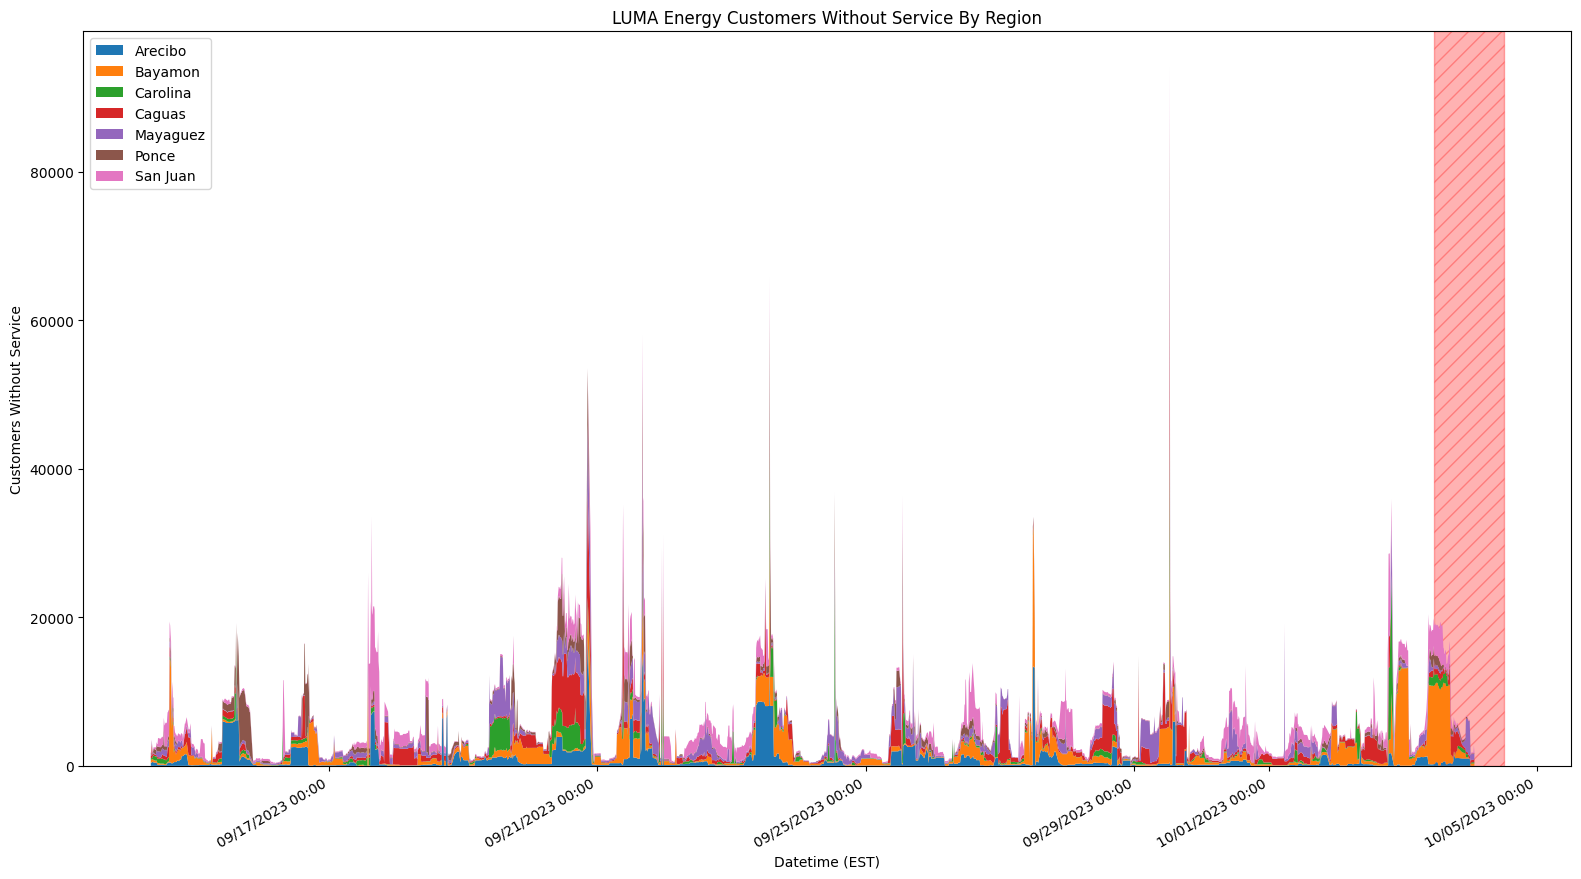 LUMA Energy Customers Without Service By Region
Arecibo
Bayamon
Carolina
Caguas
Mayaguez
Ponce
San Juan
Customers Without Service
80000
60000
40000
20000
0
09/17/2023 00:00
09/21/2023 00:00
09/25/2023 00:00
09/29/2023 00:00
10/01/2023 00:00
10/05/2023 00:00
Datetime (EST)